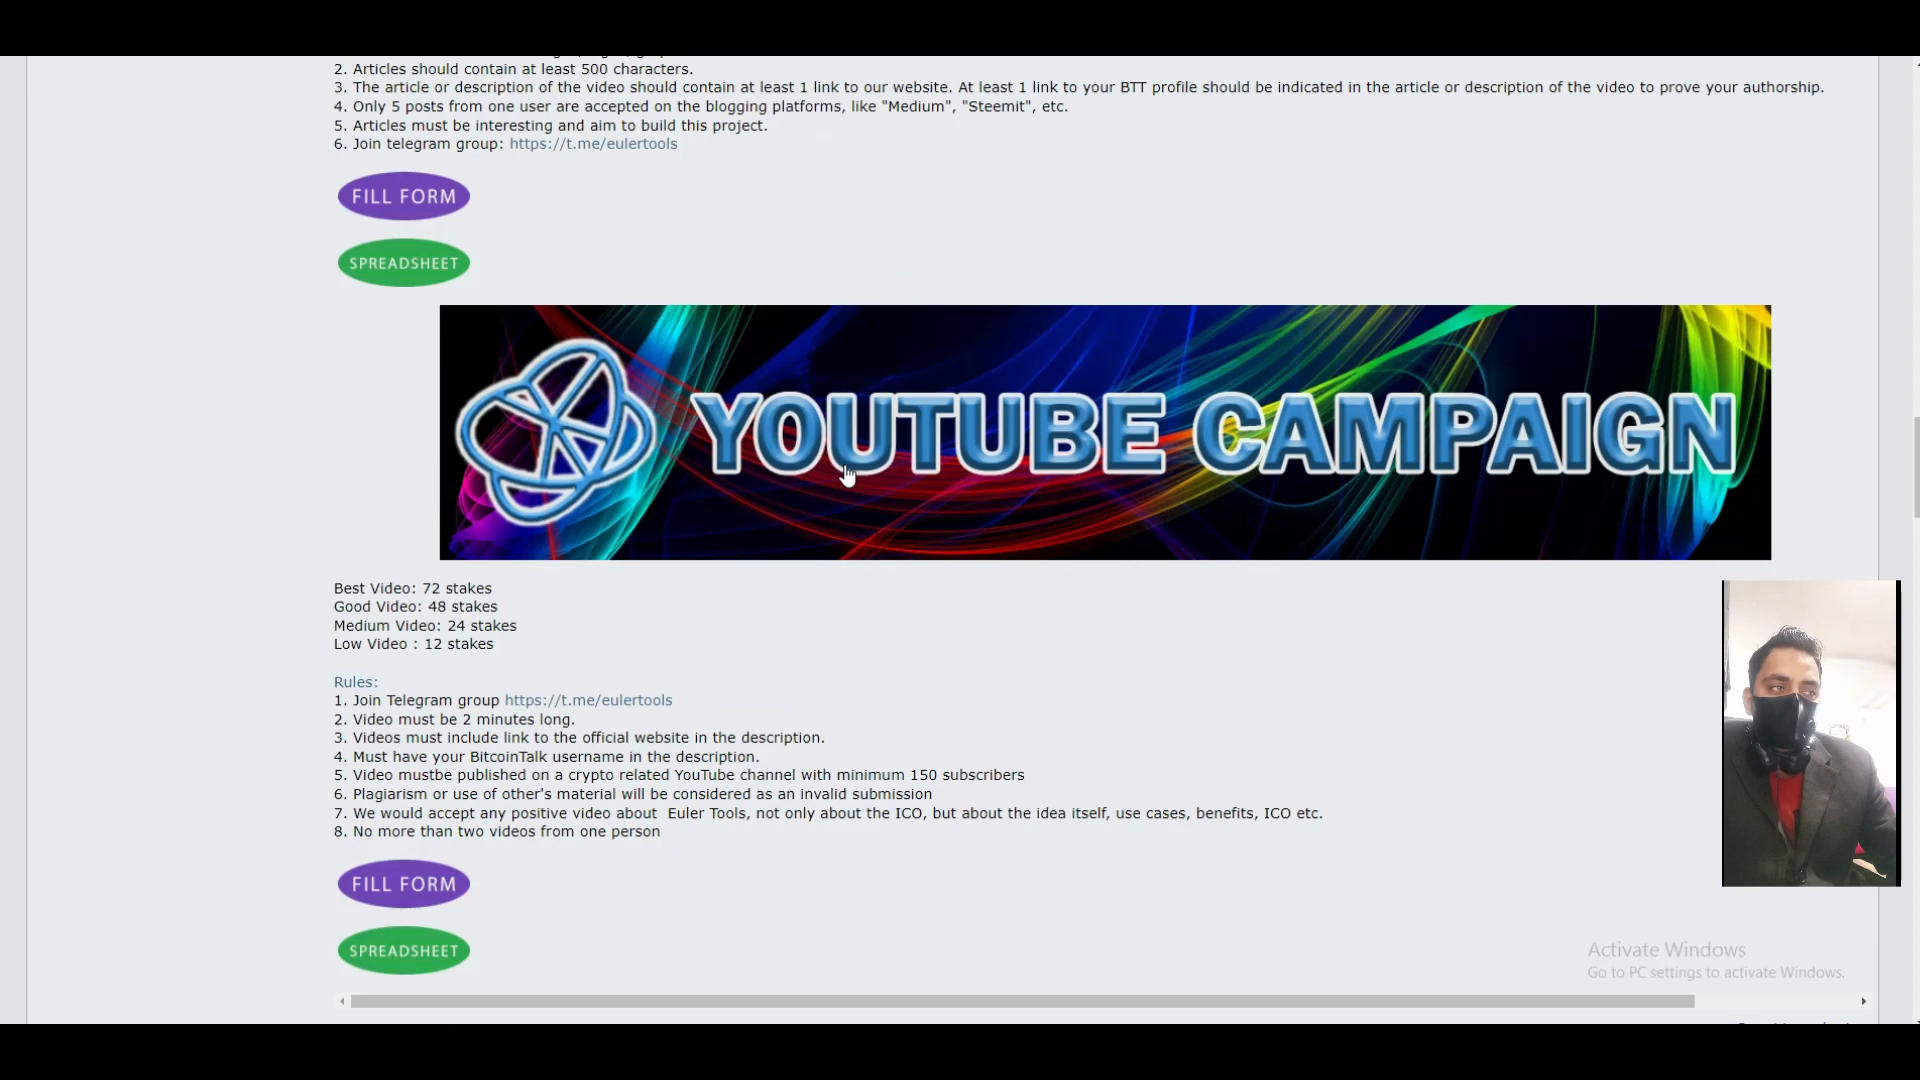 2. Articles should contain at least 500 characters.
3. The article or description of the video should contain at least 1 link to our website. At least 1 link to your BTT profile should be indicated in the article or description of the video to prove your authorship.
4. Only 5 posts from one user are accepted on the blogging platforms, like "Medium", "Steemit", etc.
5. Articles must be interesting and aim to build this project.
6. Join telegram group: https://t.me/eulertools
FILL FORM
SPREADSHEET
YOUTUBE CAMPAIGN
Best Video: 72 stakes
Good Video: 48 stakes
Medium Video: 24 stakes
Low Video : 12 stakes
Rules:
1. Join Telegram group https://t.me/eulertools
2. Video must be 2 minutes long.
3. Videos must include link to the official website in the description.
4. Must have your BitcoinTalk username in the description.
5. Video mustbe published on a crypto related YouTube channel with minimum 150 subscribers
6. Plagiarism or use of other's material will be considered as an invalid submission
7. We would accept any positive video about  Euler Tools, not only about the ICO, but about the idea itself, use cases, benefits, ICO etc.
8. No more than two videos from one person
FILL FORM
SPREADSHEET
Activate Windows
Go to PC settings to activate Windows.